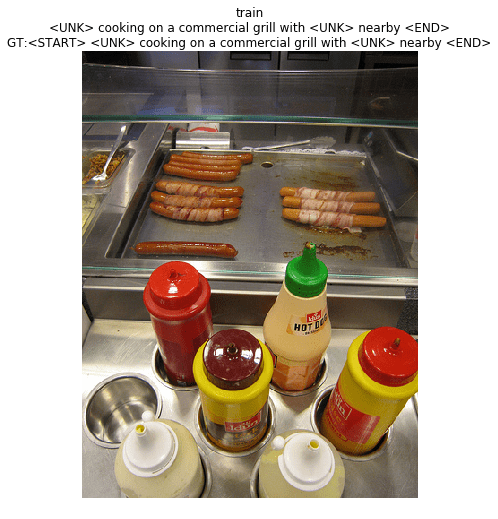 train
<UNK> cooking on a commercial grill with <UNK> nearby <END>
GT:<START> <UNK> cooking on a commercial grill with <UNK> nearby <END>
HOT DOG